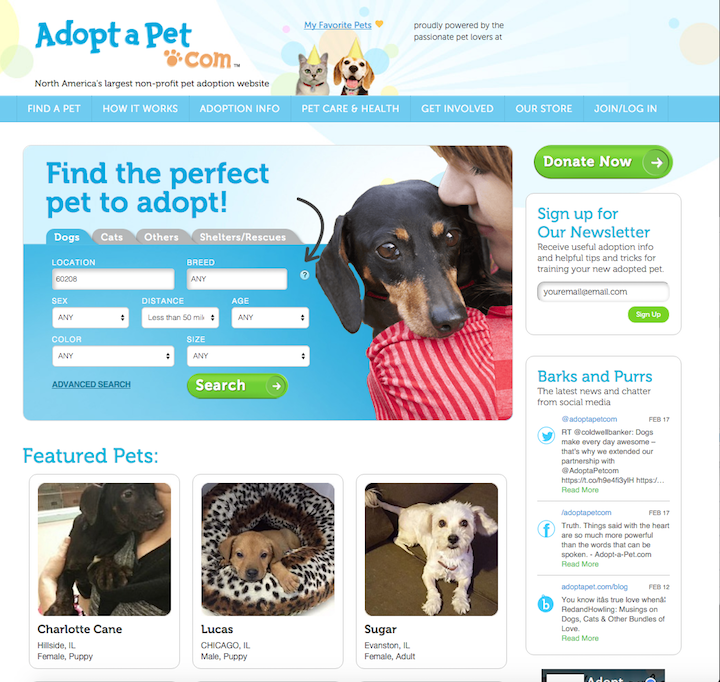 Adopt a Pet
.com ™
North America's largest non-profit pet adoption website
My Favorite Pets
proudly powered by the
passionate pet lovers at
FIND A PET HOW IT WORKS ADOPTION INFO PET CARE & HEALTH GET INVOLVED OUR STORE JOIN/LOG IN
Find the perfect
pet to adopt!
Dogs Cats Others Shelters/Rescues
LOCATION BREED
60208 ANY ?
SEX DISTANCE AGE
ANY Less than 50 mil ANY
COLOR SIZE
ANY ANY
ADVANCED SEARCH Search
Donate Now
Sign up for
Our Newsletter
Receive useful adoption info
and helpful tips and tricks for
training your new adopted pet.
youremail@email.com
Sign Up
Barks and Purrs
The latest news and chatter
from social media
@adoptapetcom FEB 17
RT @coldwellbanker: Dogs
make every day awesome –
that's why we extended our
partnership with
@AdoptaPetcom
https://t.co/h9e4fl3yIH https:/...
Read More
/adoptapetcom FEB 17
Truth. Things said with the heart
are so much more powerful
than the words that can be
spoken. - Adopt-a-Pet.com
Read More
adoptapet.com/blog FEB 12
You know itâs true love whenâ¦
RedandHowling: Musings on
Dogs, Cats & Other Bundles of
Love.
Read More
Adopt
Featured Pets:
Charlotte Cane
Hillside, IL
Female, Puppy
Lucas
CHICAGO, IL
Male, Puppy
Sugar
Evanston, IL
Female, Adult